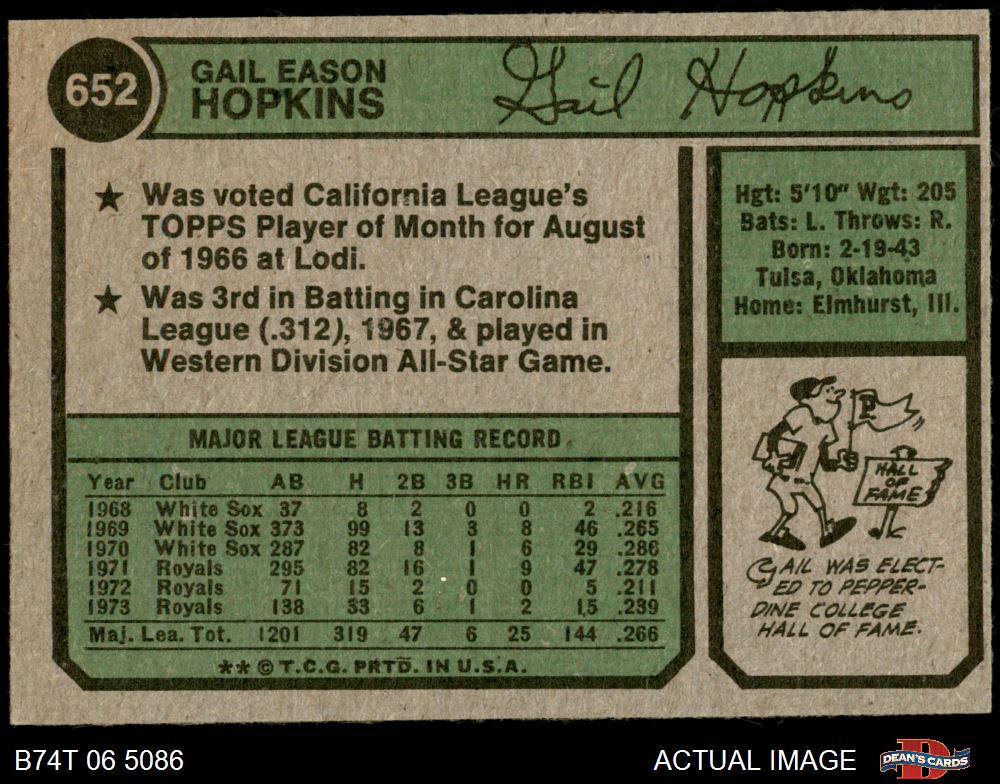 652
GAIL EASON
HOPKINS
Gail Hopkins
★ Was voted California League's
TOPPS Player of Month for August
of 1966 at Lodi.
★ Was 3rd in Batting in Carolina
League (.312), 1967, & played in
Western Division All-Star Game.
Hgt: 5'10" Wgt: 205
Bats: L. Throws: R.
Born: 2-19-43
Tulsa, Oklahoma
Home: Elmhurst, Ill.
MAJOR LEAGUE BATTING RECORD
Year Club AB H 2B 3B HR RBI AVG
1968 White Sox 37 8 2 0 0 2 .216
1969 White Sox 373 99 13 3 8 46 .265
1970 White Sox 287 82 8 1 6 29 .286
1971 Royals 295 82 16 1 9 47 .278
1972 Royals 71 15 2 0 0 5 .211
1973 Royals 138 33 6 1 2 15 .239
Maj. Lea. Tot. 1201 319 47 6 25 144 .266
** © T.C.G. PRTD. IN U.S.A.
P
HALL
OF
FAME
GAIL WAS ELECT-
ED TO PEPPER-
DINE COLLEGE
HALL OF FAME.
B74T 06 5086
ACTUAL IMAGE
D
DEAN'S CARDS